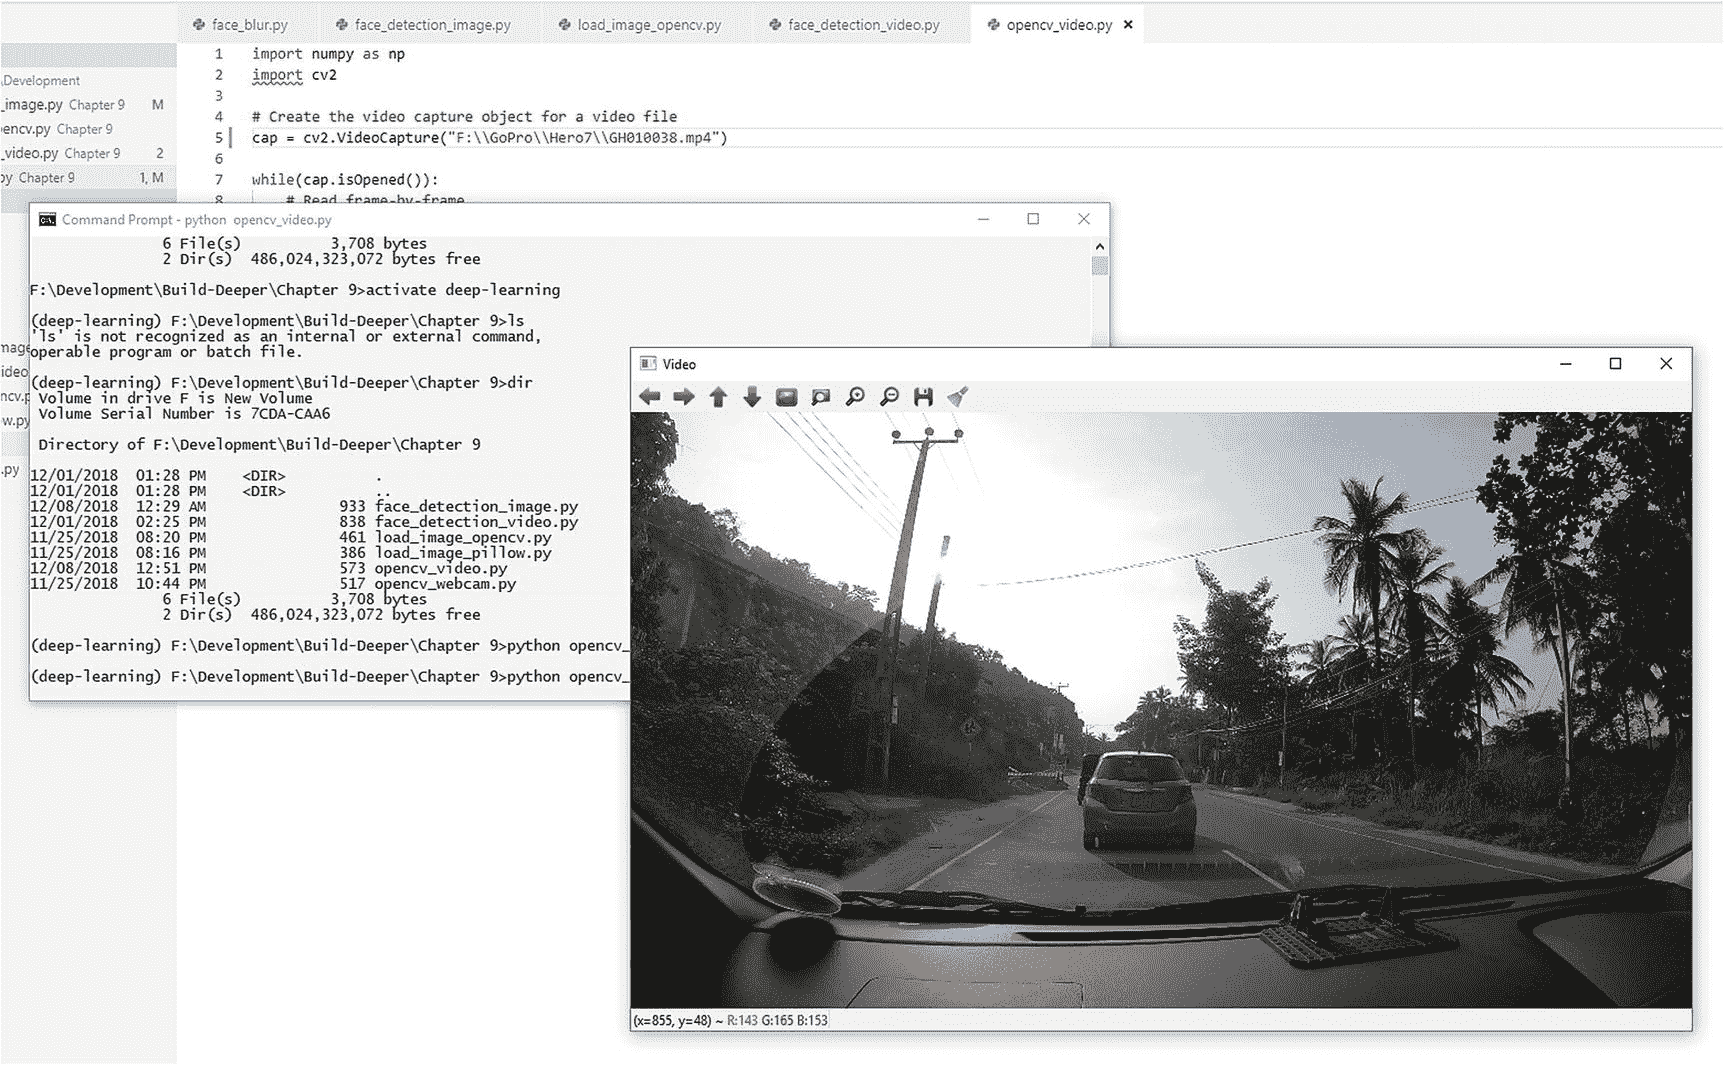 face_blur.py face_detection_image.py load_image_opencv.py face_detection_video.py opencv_video.py ×
\Development
_image.py Chapter 9 M
encv.py Chapter 9
_video.py Chapter 9 2
py Chapter 9 1, M
1 import numpy as np
2 import cv2
3
4 # Create the video capture object for a video file
5 cap = cv2.VideoCapture("F:\\GoPro\\Hero7\\GH010038.mp4")
6
7 while(cap.isOpened()):
8 # Read frame-by-frame
Command Prompt - python opencv_video.py
6 File(s) 3,708 bytes
2 Dir(s) 486,024,323,072 bytes free
F:\Development\Build-Deeper\Chapter 9>activate deep-learning
(deep-learning) F:\Development\Build-Deeper\Chapter 9>ls
'ls' is not recognized as an internal or external command,
operable program or batch file.
(deep-learning) F:\Development\Build-Deeper\Chapter 9>dir
Volume in drive F is New Volume
Volume Serial Number is 7CDA-CAA6
Directory of F:\Development\Build-Deeper\Chapter 9
12/01/2018 01:28 PM <DIR> .
12/01/2018 01:28 PM <DIR> ..
12/08/2018 12:29 AM 933 face_detection_image.py
12/01/2018 02:25 PM 838 face_detection_video.py
11/25/2018 08:20 PM 461 load_image_opencv.py
11/25/2018 08:16 PM 386 load_image_pillow.py
12/08/2018 12:51 PM 573 opencv_video.py
11/25/2018 10:44 PM 517 opencv_webcam.py
6 File(s) 3,708 bytes
2 Dir(s) 486,024,323,072 bytes free
(deep-learning) F:\Development\Build-Deeper\Chapter 9>python opencv_
(deep-learning) F:\Development\Build-Deeper\Chapter 9>python opencv_
.py
Video
(x=855, y=48) ~ R:143 G:165 B:153